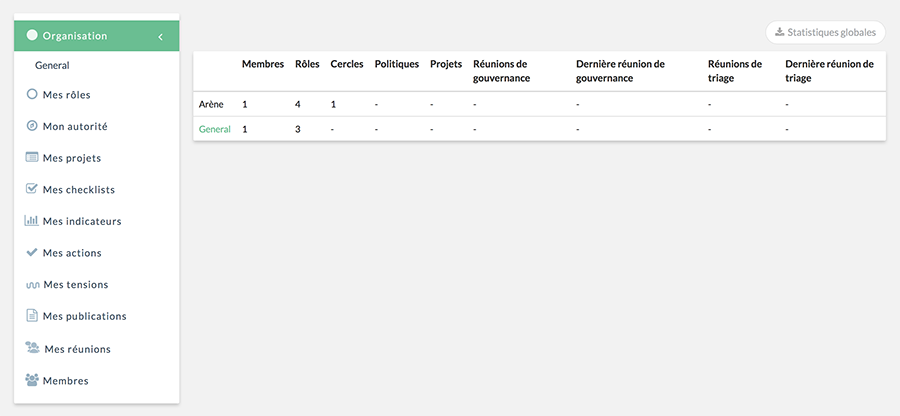 Organisation
General
Mes rôles
Mon autorité
Mes projets
Mes checklists
Mes indicateurs
Mes actions
Mes tensions
Mes publications
Mes réunions
Membres
Statistiques globales
Membres Rôles Cercles Politiques Projets Réunions de gouvernance Dernière réunion de gouvernance Réunions de triage Dernière réunion de triage
Arène 1 4 1 - - - - - -
General 1 3 - - - - - - -